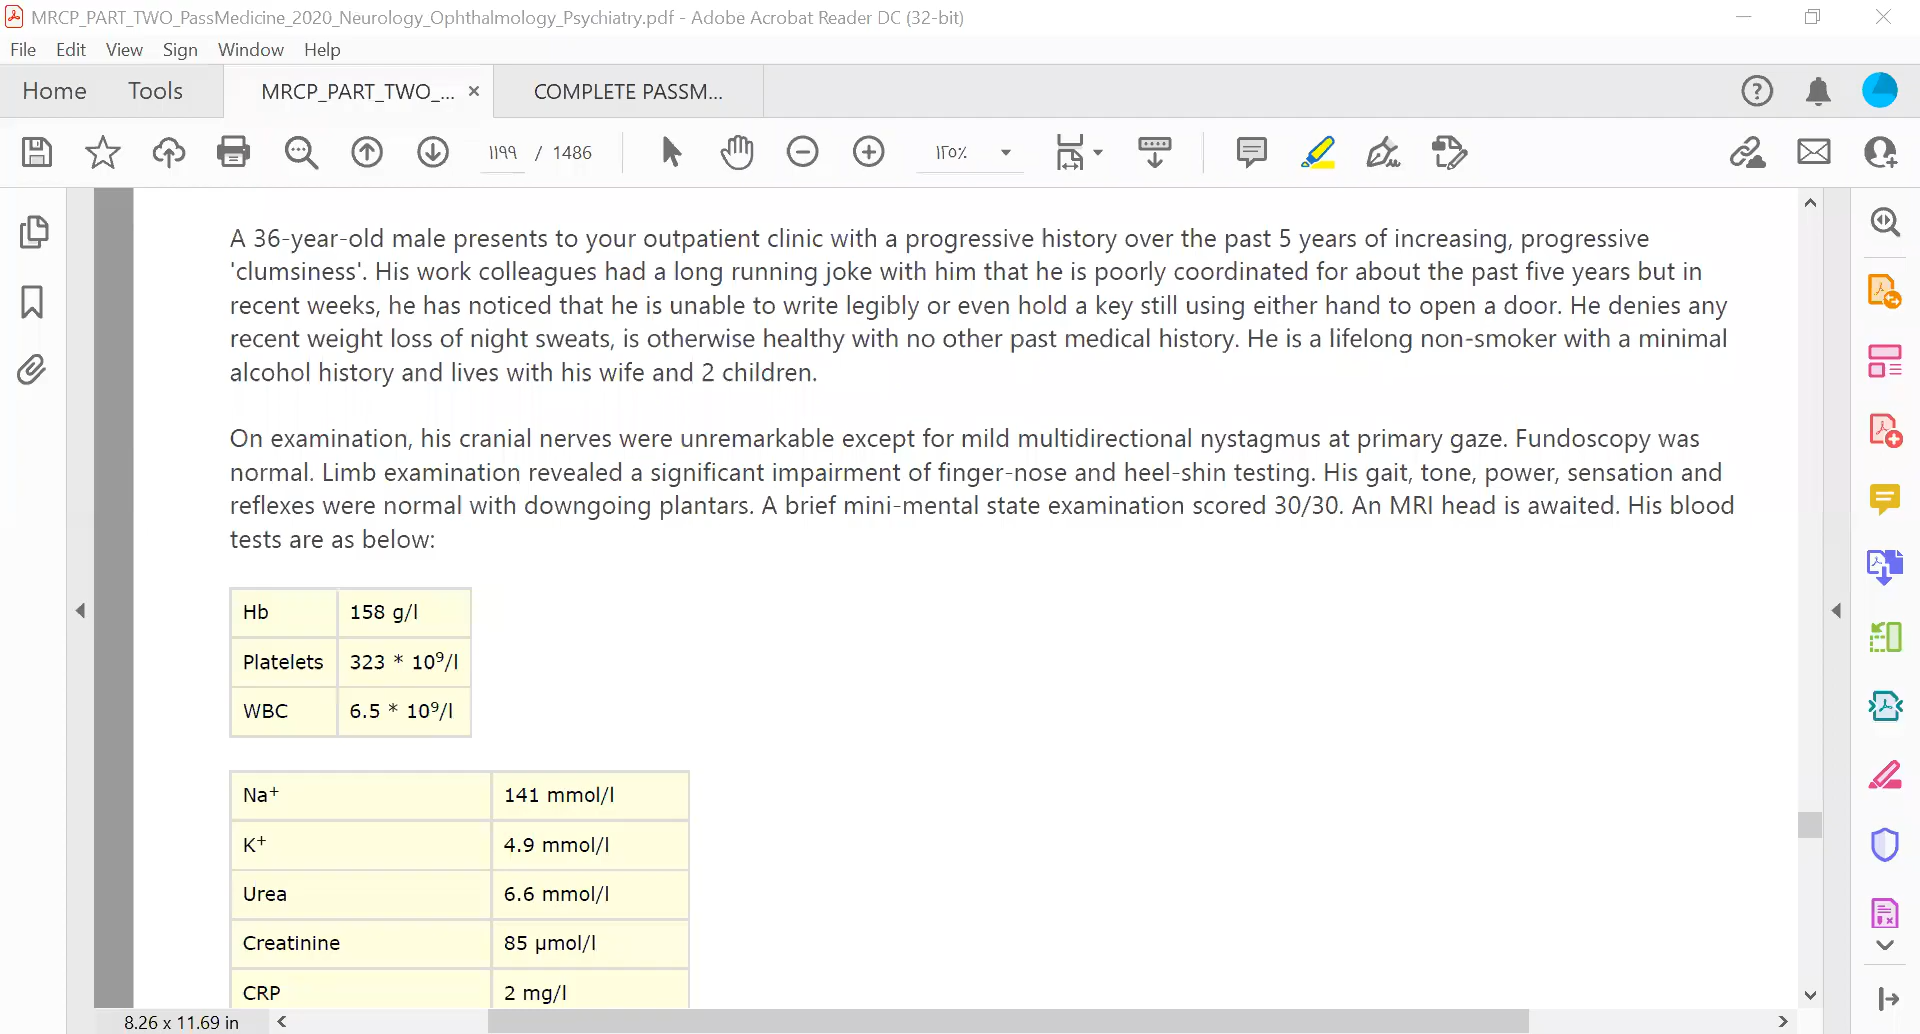 MRCP_PART_TWO_PassMedicine_2020_Neurology_Ophthalmology_Psychiatry.pdf - Adobe Acrobat Reader DC (32-bit)
File Edit View Sign Window Help
Home Tools MRCP_PART_TWO_... × COMPLETE PASSM...
١١٩٩ / 1486 ١٢٥٪
A 36-year-old male presents to your outpatient clinic with a progressive history over the past 5 years of increasing, progressive
'clumsiness'. His work colleagues had a long running joke with him that he is poorly coordinated for about the past five years but in
recent weeks, he has noticed that he is unable to write legibly or even hold a key still using either hand to open a door. He denies any
recent weight loss of night sweats, is otherwise healthy with no other past medical history. He is a lifelong non-smoker with a minimal
alcohol history and lives with his wife and 2 children.
On examination, his cranial nerves were unremarkable except for mild multidirectional nystagmus at primary gaze. Fundoscopy was
normal. Limb examination revealed a significant impairment of finger-nose and heel-shin testing. His gait, tone, power, sensation and
reflexes were normal with downgoing plantars. A brief mini-mental state examination scored 30/30. An MRI head is awaited. His blood
tests are as below:
Hb 158 g/l
Platelets 323 * 10⁹/l
WBC 6.5 * 10⁹/l
Na⁺ 141 mmol/l
K⁺ 4.9 mmol/l
Urea 6.6 mmol/l
Creatinine 85 µmol/l
CRP 2 mg/l
8.26 x 11.69 in